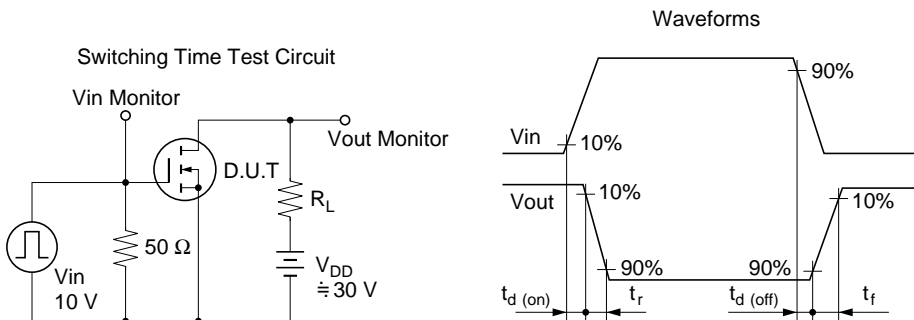 Switching Time Test Circuit
Vin Monitor
Vout Monitor
D.U.T
R_L
50 Ω
Vin
10 V
V_DD
≒ 30 V
Waveforms
Vin
10%
90%
Vout
10%
90%
90%
10%
t_d (on)
t_r
t_d (off)
t_f